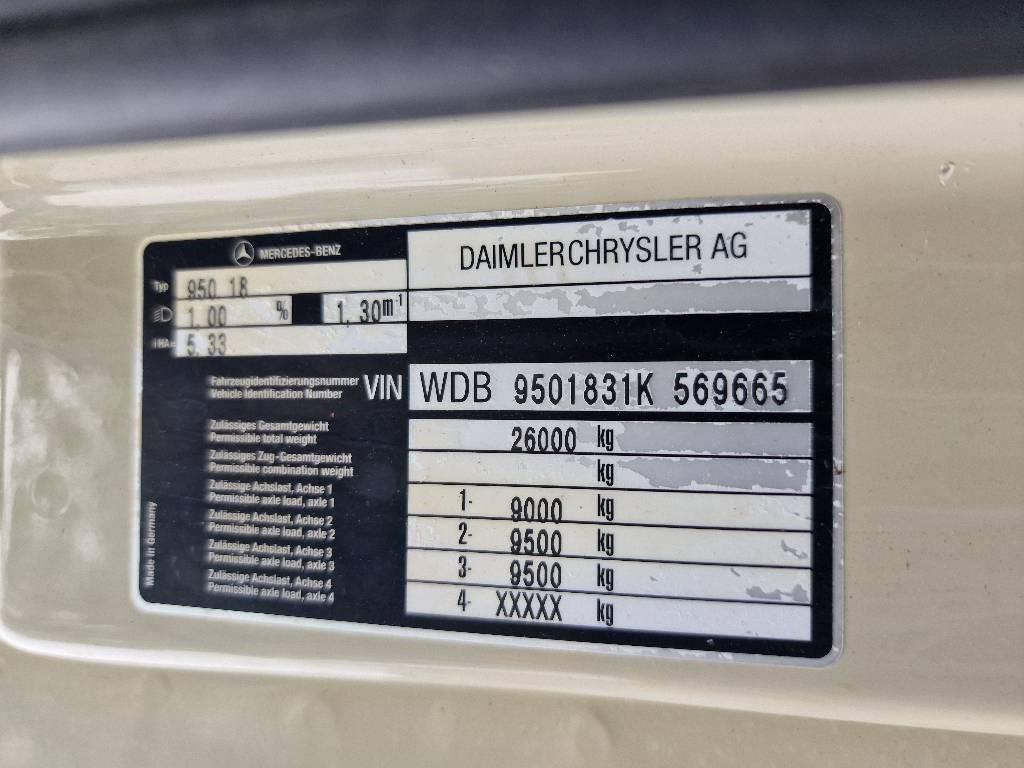 MERCEDES-BENZ
DAIMLERCHRYSLER AG
Typ 950 18
1.00 % 1.30m-1
i HA= 5.33
Fahrzeugidentifizierungsnummer
Vehicle Identification Number
VIN WDB 9501831K 569665
Zulässiges Gesamtgewicht
Permissible total weight
26000 kg
Zulässiges Zug-Gesamtgewicht
Permissible combination weight
kg
Zulässige Achslast, Achse 1
Permissible axle load, axle 1
1- 9000 kg
Zulässige Achslast, Achse 2
Permissible axle load, axle 2
2- 9500 kg
Zulässige Achslast, Achse 3
Permissible axle load, axle 3
3- 9500 kg
Zulässige Achslast, Achse 4
Permissible axle load, axle 4
4- XXXXX kg
Made in Germany